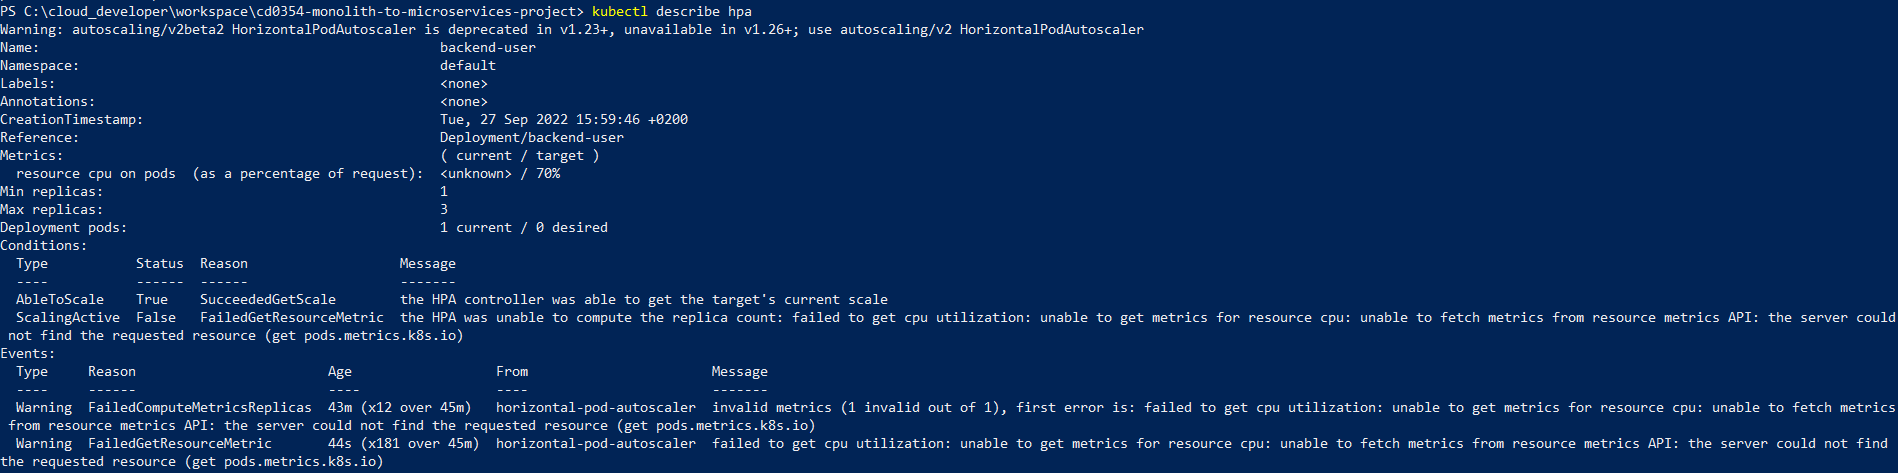 PS C:\cloud_developer\workspace\cd0354-monolith-to-microservices-project> kubectl describe hpa
Warning: autoscaling/v2beta2 HorizontalPodAutoscaler is deprecated in v1.23+, unavailable in v1.26+; use autoscaling/v2 HorizontalPodAutoscaler
Name:                                                  backend-user
Namespace:                                             default
Labels:                                                <none>
Annotations:                                           <none>
CreationTimestamp:                                     Tue, 27 Sep 2022 15:59:46 +0200
Reference:                                             Deployment/backend-user
Metrics:                                               ( current / target )
  resource cpu on pods  (as a percentage of request):  <unknown> / 70%
Min replicas:                                          1
Max replicas:                                          3
Deployment pods:                                       1 current / 0 desired
Conditions:
  Type           Status  Reason                   Message
  ----           ------  ------                   -------
  AbleToScale    True    SucceededGetScale        the HPA controller was able to get the target's current scale
  ScalingActive  False   FailedGetResourceMetric  the HPA was unable to compute the replica count: failed to get cpu utilization: unable to get metrics for resource cpu: unable to fetch metrics from resource metrics API: the server could
 not find the requested resource (get pods.metrics.k8s.io)
Events:
  Type     Reason                        Age                  From                       Message
  ----     ------                        ----                 ----                       -------
  Warning  FailedComputeMetricsReplicas  43m (x12 over 45m)   horizontal-pod-autoscaler  invalid metrics (1 invalid out of 1), first error is: failed to get cpu utilization: unable to get metrics for resource cpu: unable to fetch metrics
 from resource metrics API: the server could not find the requested resource (get pods.metrics.k8s.io)
  Warning  FailedGetResourceMetric       44s (x181 over 45m)  horizontal-pod-autoscaler  failed to get cpu utilization: unable to get metrics for resource cpu: unable to fetch metrics from resource metrics API: the server could not find
the requested resource (get pods.metrics.k8s.io)